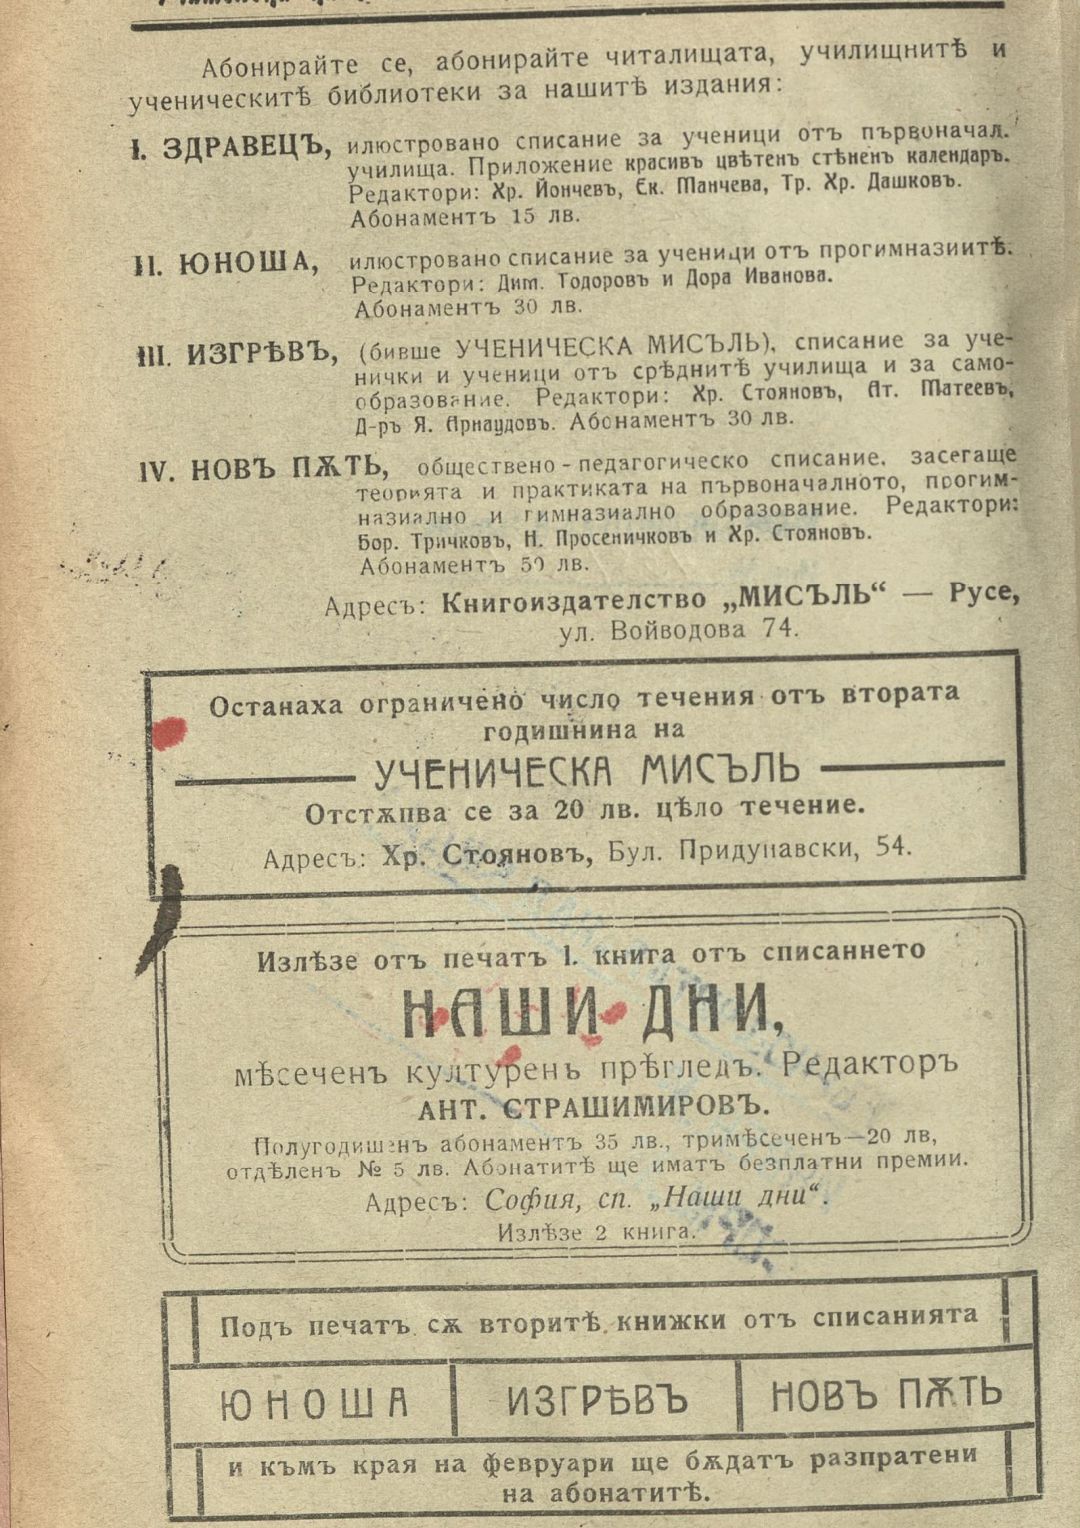 Абонирайте се, абонирайте читалищата, училищнитѣ и
ученическитѣ библиотеки за нашитѣ издания:
I. ЗДРАВЕЦЪ, илюстровано списание за ученици отъ първоначал.
училища. Приложение красивъ цвѣтенъ стѣненъ календаръ.
Редактори: Хр. Йончевъ, Ек. Манчева, Тр. Хр. Дашковъ.
Абонаментъ 15 лв.
II. ЮНОША, илюстровано списание за ученици отъ прогимназиитѣ.
Редактори: Дим. Тодоровъ и Дора Иванова.
Абонаментъ 30 лв.
III. ИЗГРѢВЪ, (бивше УЧЕНИЧЕСКА МИСЪЛЬ), списание за уче-
нички и ученици отъ срѣднитѣ училища и за само-
образование. Редактори: Хр. Стояновъ, Ат. Матеевъ,
Д-ръ Я. Арнаудовъ. Абонаментъ 30 лв.
IV. НОВЪ ПѪТЬ, обществено-педагогическо списание, засегаще
теорията и практиката на първоначалното, прогим-
назиално и гимназиално образование. Редактори:
Бор. Тричковъ, Н. Просеничковъ и Хр. Стояновъ.
Абонаментъ 50 лв.
Адресъ: Книгоиздателство „МИСЪЛЬ“ — Русе,
ул. Войводова 74.
Останаха ограничено число течения отъ втората
годишнина на
УЧЕНИЧЕСКА МИСЪЛЬ
Отстѫпва се за 20 лв. цѣло течение.
Адресъ: Хр. Стояновъ, Бул. Придунавски, 54.
Излѣзе отъ печатъ 1. книга отъ списаннето
НАШИ ДНИ,
мѣсеченъ културенъ прѣгледъ. Редакторъ
АНТ. СТРАШИМИРОВЪ.
Полугодишенъ абонаментъ 35 лв., тримѣсеченъ—20 лв,
отдѣленъ № 5 лв. Абонатитѣ ще иматъ безплатни премии.
Адресъ: София, сп. „Наши дни“.
Излѣзе 2 книга.
Подъ печатъ сѫ вторитѣ книжки отъ списанията
ЮНОША ИЗГРѢВЪ НОВЪ ПѪТЬ
и къмъ края на февруари ще бѫдатъ разпратени
на абонатитѣ.